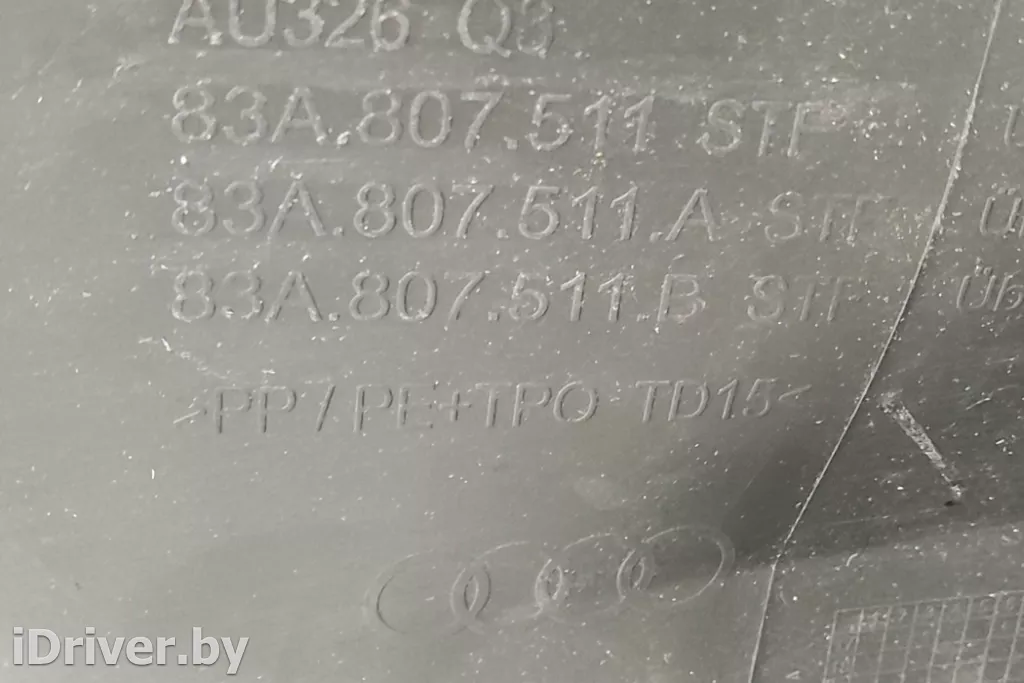 AU326 Q3
83A.807.511 STF
83A.807.511.A STF
83A.807.511.B STF
>PP/PE+TPO TD15<
iDriver.by